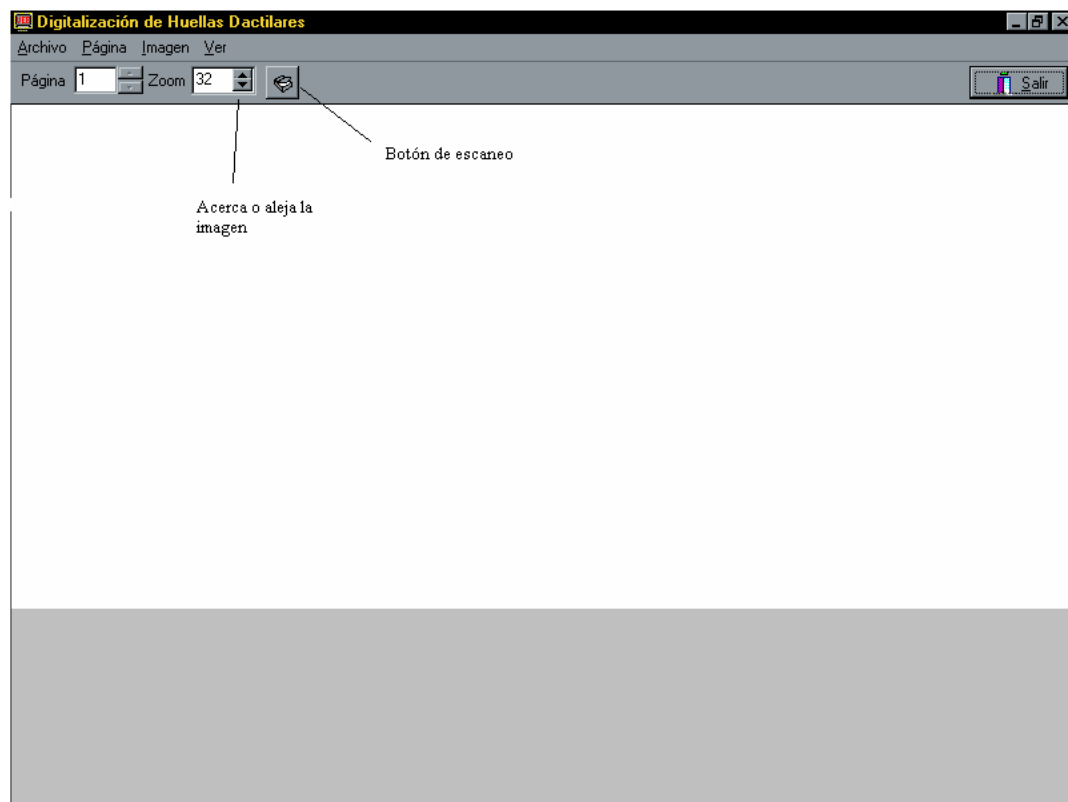 Digitalización de Huellas Dactilares
Archivo Página Imagen Ver
Página 1 Zoom 32 Salir
Botón de escaneo
Acerca o aleja la
imagen